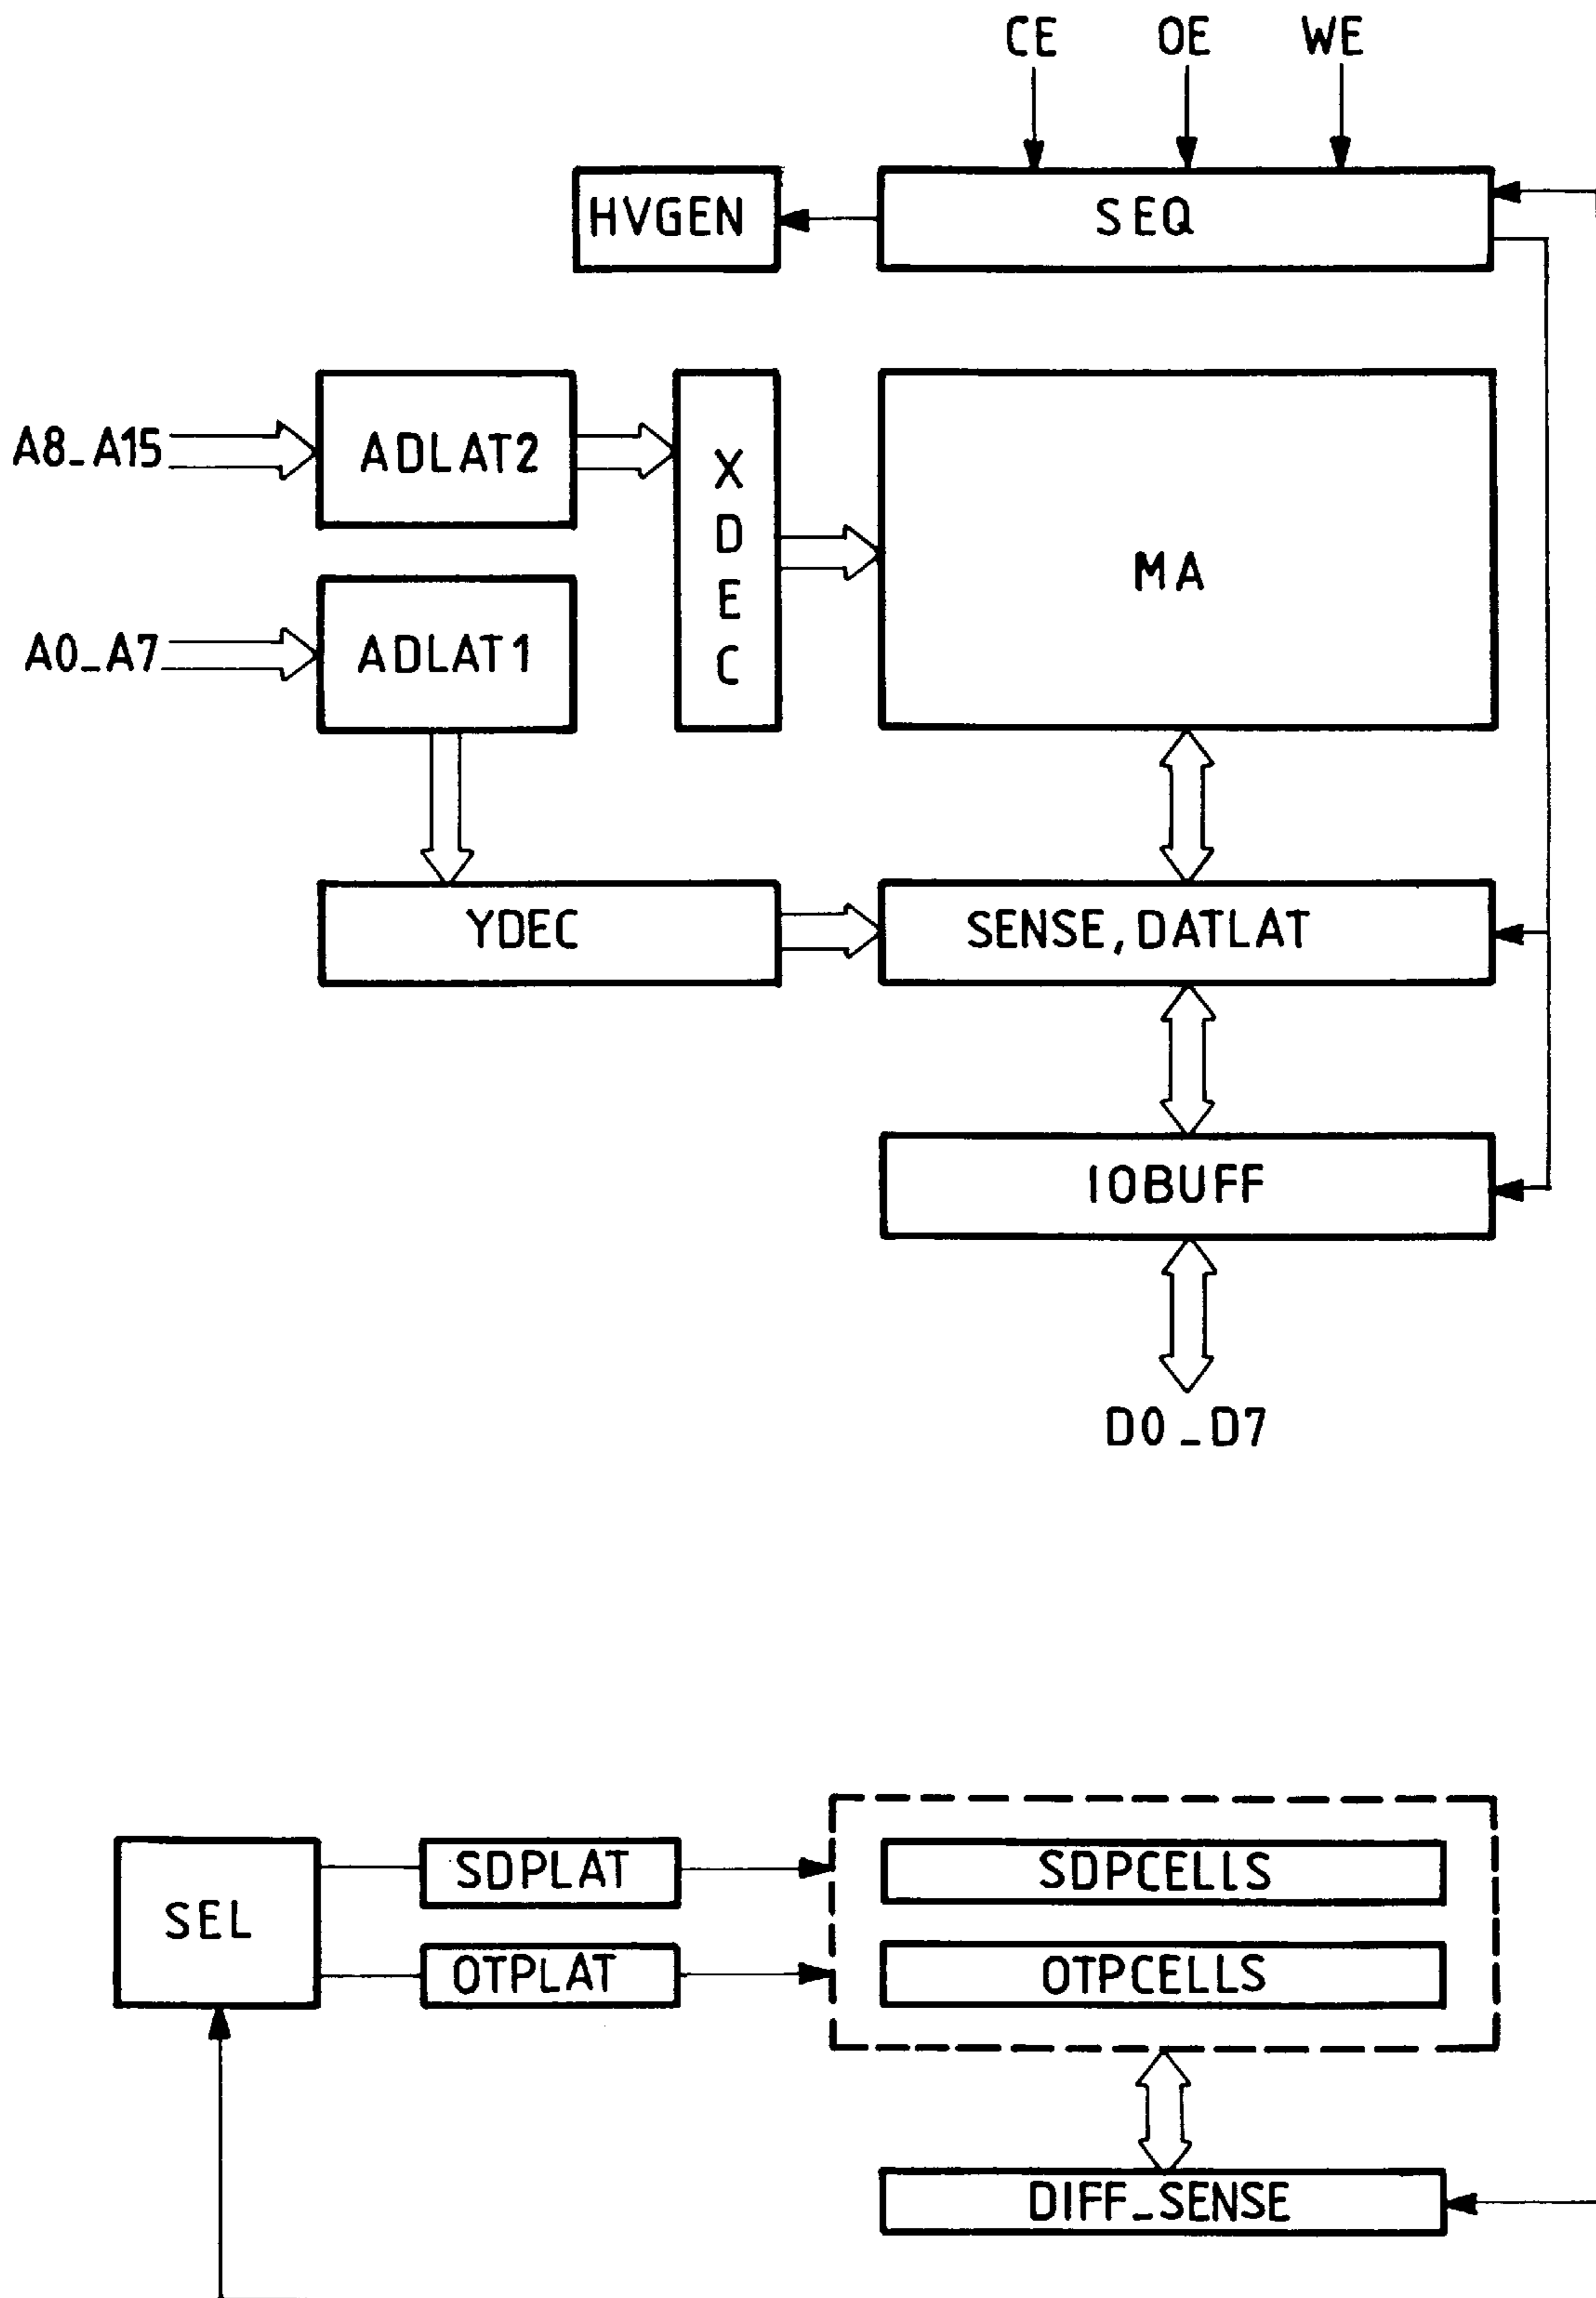 CE OE WE
HVGEN SEQ
A8_A15 ADLAT2 XDEC MA
A0_A7 ADLAT1
YDEC SENSE,DATLAT
IOBUFF
D0_D7
SEL SDPLAT SDPCELLS
OTPLAT OTPCELLS
DIFF_SENSE